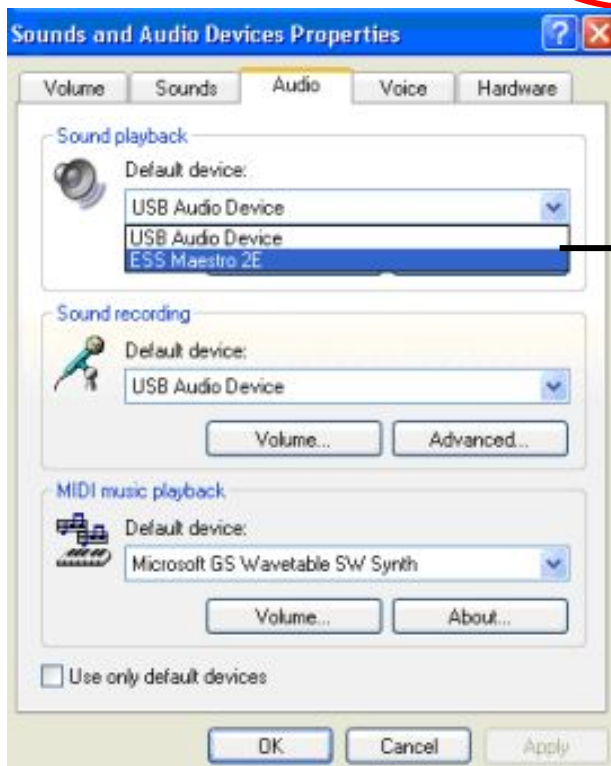 Sounds and Audio Devices Properties ?
Volume Sounds Audio Voice Hardware
Sound playback
Default device:
USB Audio Device
USB Audio Device
ESS Maestro 2E
Sound recording
Default device:
USB Audio Device
Volume... Advanced...
MIDI music playback
Default device:
Microsoft GS Wavetable SW Synth
Volume... About...
Use only default devices
OK Cancel Apply